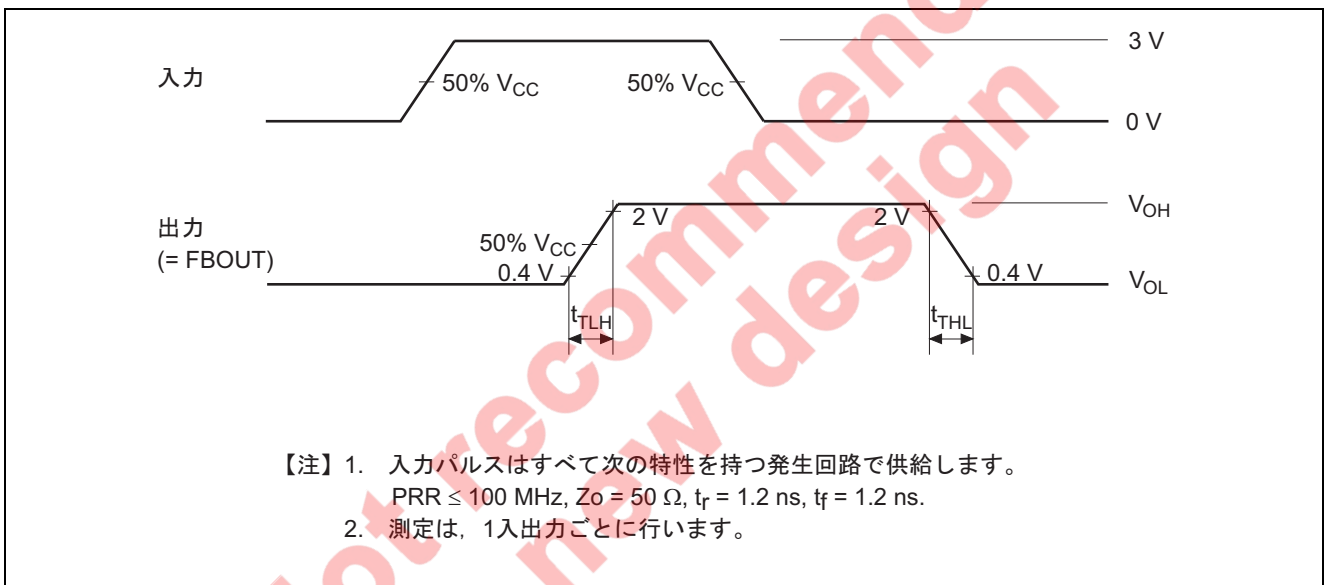 3 V
入力
50% VCC
50% VCC
0 V
出力
(= FBOUT)
2 V
2 V
VOH
50% VCC
0.4 V
0.4 V
VOL
tTLH
tTHL
【注】1. 入力パルスはすべて次の特性を持つ発生回路で供給します。
PRR ≤ 100 MHz, Zo = 50 Ω, tr = 1.2 ns, tf = 1.2 ns.
2. 測定は，1入出力ごとに行います。
ot recommend
new design